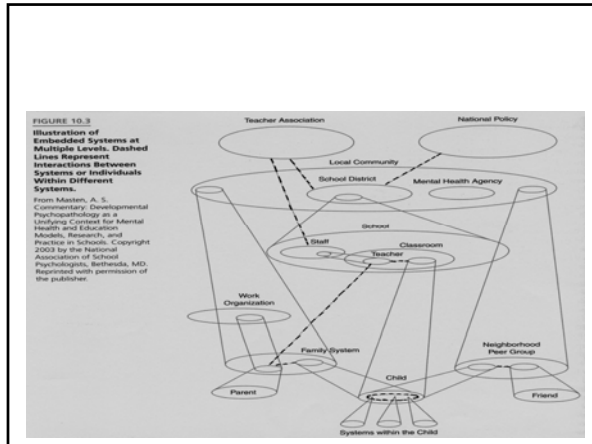 FIGURE 10.3
Illustration of
Embedded Systems at
Multiple Levels. Dashed
Lines Represent
Interactions Between
Systems or Individuals
Within Different
Systems.
From Masten, A. S.
Commentary: Developmental
Psychopathology as a
Unifying Context for Mental
Health and Education
Models, Research, and
Practice in Schools. Copyright
2003 by the National
Association of School
Psychologists, Bethesda, MD.
Reprinted with permission of
the publisher.
Teacher Association
National Policy
Local Community
School District
Mental Health Agency
School
Staff
Classroom
Teacher
Work
Organization
Family System
Neighborhood
Peer Group
Child
Parent
Friend
Systems within the Child